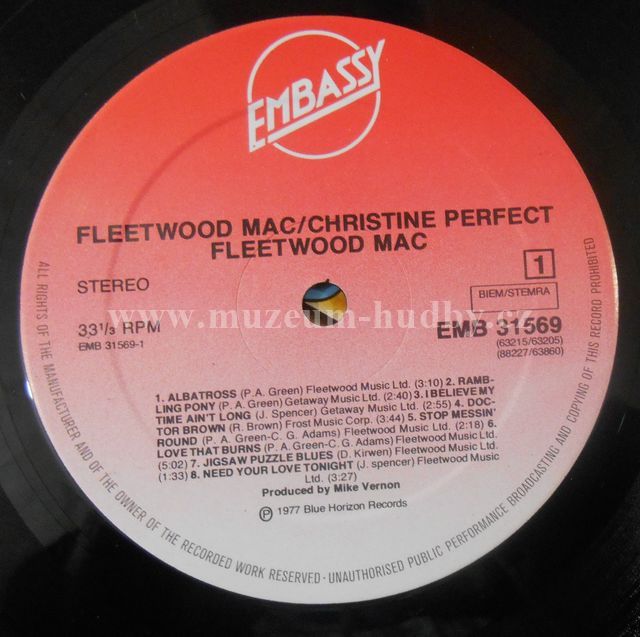 EMBASSY
FLEETWOOD MAC/CHRISTINE PERFECT
FLEETWOOD MAC
STEREO
1
BIEM/STEMRA
33 1/3 RPM
EMB 31569-1
EMB 31569
(63215/63205)
(88227/63860)
www.muzeum-hudby.cz
1. ALBATROSS (P.A. Green) Fleetwood Music Ltd. (3:10) 2. RAMB-
LING PONY (P.A. Green) Getaway Music Ltd. (2:40) 3. I BELIEVE MY
TIME AIN'T LONG (J. Spencer) Getaway Music Ltd. (2:55) 4. DOC-
TOR BROWN (R. Brown) Frost Music Corp. (3:44) 5. STOP MESSIN'
ROUND (P.A. Green-C. G. Adams) Fleetwood Music Ltd. (2:18) 6.
LOVE THAT BURNS (P.A. Green-C. G. Adams) Fleetwood Music Ltd.
(5:02) 7. JIGSAW PUZZLE BLUES (D. Kirwen) Fleetwood Music Ltd.
(1:33) 8. NEED YOUR LOVE TONIGHT (J. spencer) Fleetwood Music
Ltd. (3:27)
Produced by Mike Vernon
℗ 1977 Blue Horizon Records
ALL RIGHTS OF THE MANUFACTURER AND OF THE OWNER OF THE RECORDED WORK RESERVED · UNAUTHORISED PUBLIC PERFORMANCE BROADCASTING AND COPYING OF THIS RECORD PROHIBITED